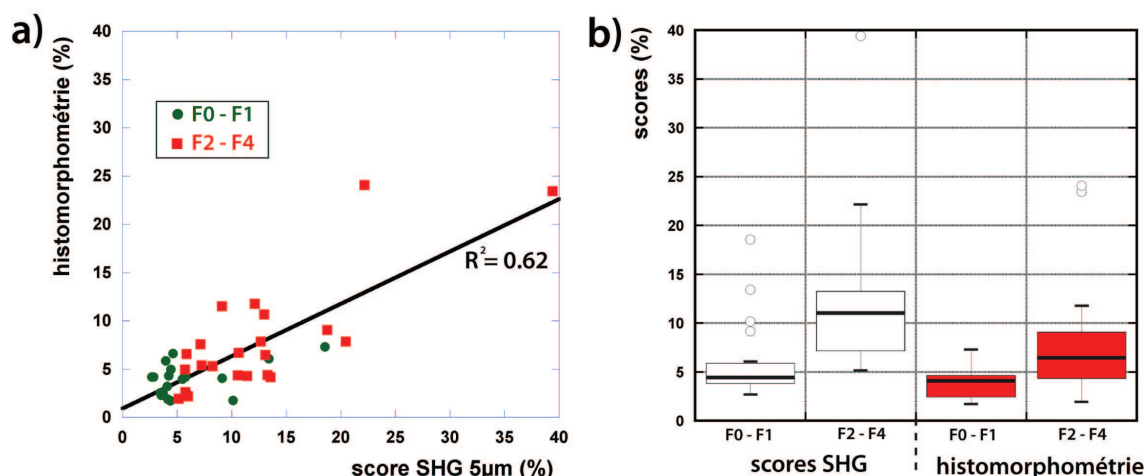 a)
histomorphométrie (%)
40
35
30
25
20
15
10
5
0
F0 - F1
F2 - F4
R² = 0.62
0 5 10 15 20 25 30 35 40
score SHG 5µm (%)
b)
scores (%)
40
35
30
25
20
15
10
5
0
F0 - F1 F2 - F4 F0 - F1 F2 - F4
scores SHG histomorphométrie